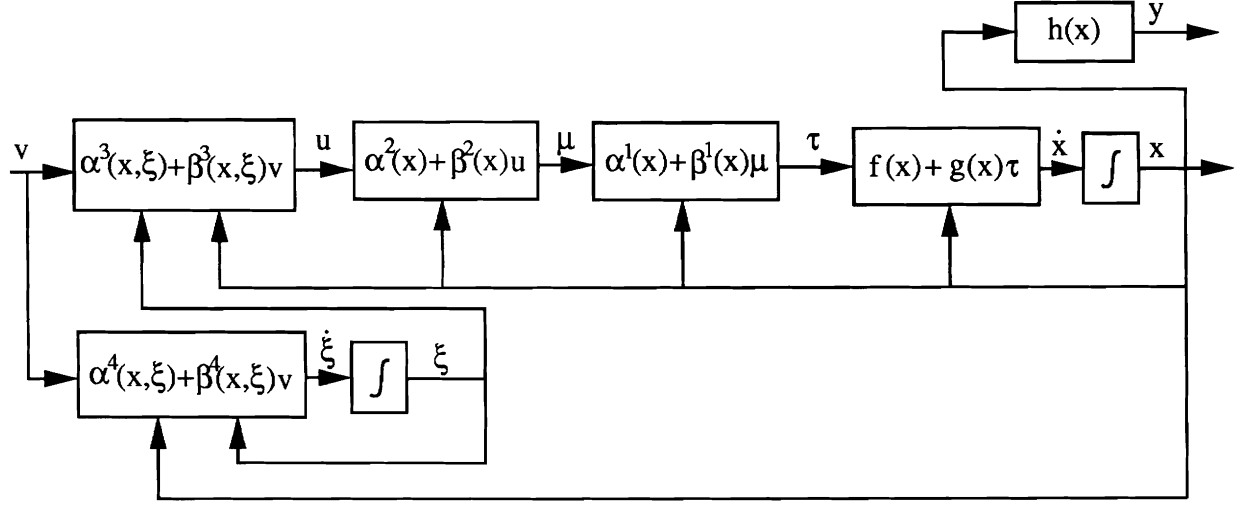 h(x)
y
v
α³(x,ξ)+β³(x,ξ)v
u
α²(x)+β²(x)u
μ
α¹(x)+β¹(x)μ
τ
f(x)+g(x)τ
ẋ
∫
x
α⁴(x,ξ)+β⁴(x,ξ)v
ξ̇
∫
ξ